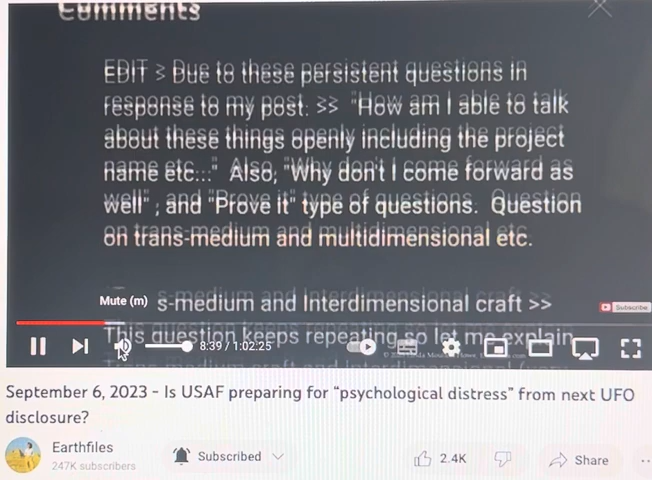 Comments
EDIT > Due to these persistent questions in
response to my post. >> "How am I able to talk
about these things openly including the project
name etc..." Also, "Why don't I come forward as
well" , and "Prove it" type of questions. Question
on trans-medium and multidimensional etc.
Mute (m) s-medium and Interdimensional craft >>
Subscribe
This question keeps repeating so let me explain
8:39 / 1:02:25
September 6, 2023 - Is USAF preparing for “psychological distress” from next UFO
disclosure?
Earthfiles
247K subscribers
Subscribed
2.4K
Share